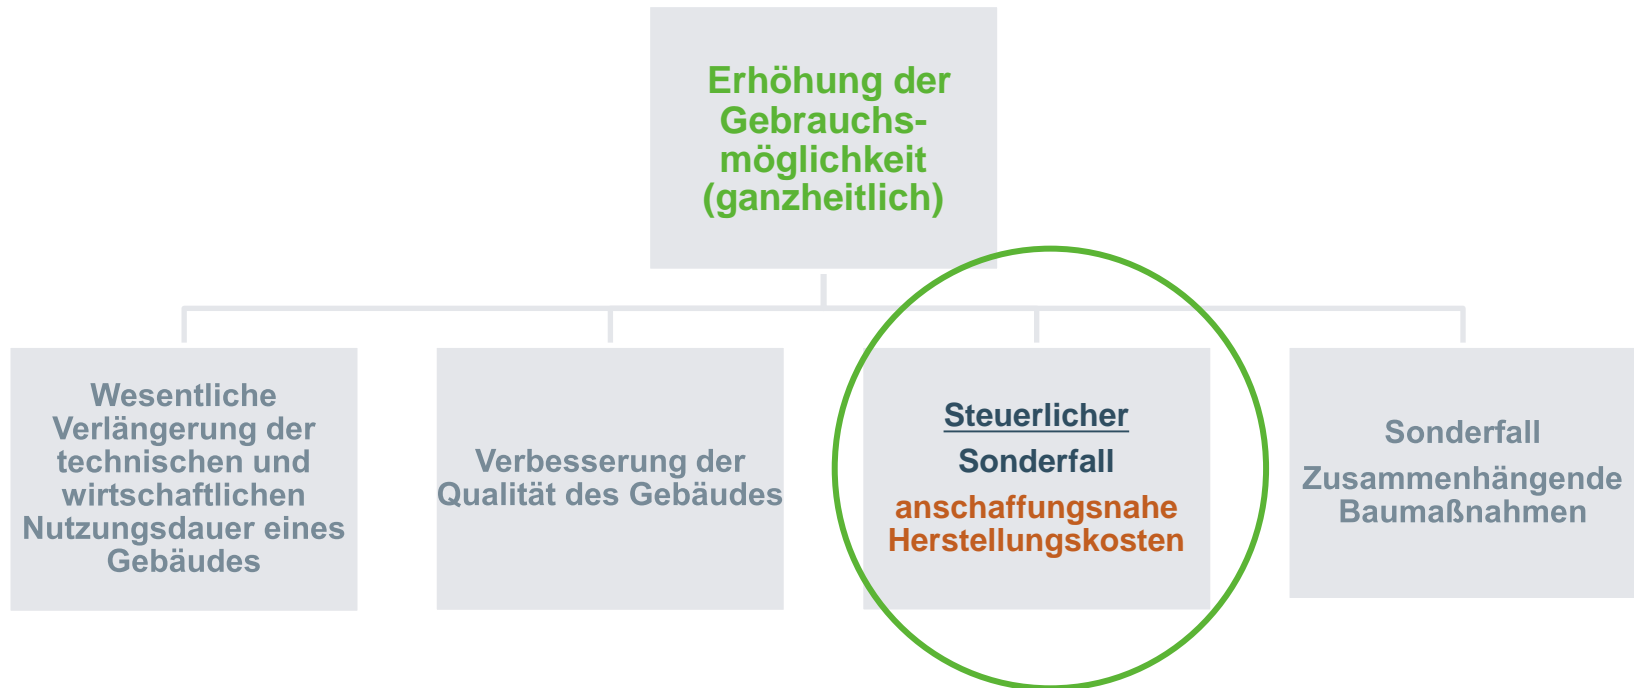 Erhöhung der
Gebrauchs-
möglichkeit
(ganzheitlich)
Wesentliche
Verlängerung der
technischen und
wirtschaftlichen
Nutzungsdauer eines
Gebäudes
Verbesserung der
Qualität des Gebäudes
Steuerlicher
Sonderfall
anschaffungsnahe
Herstellungskosten
Sonderfall
Zusammenhängende
Baumaßnahmen